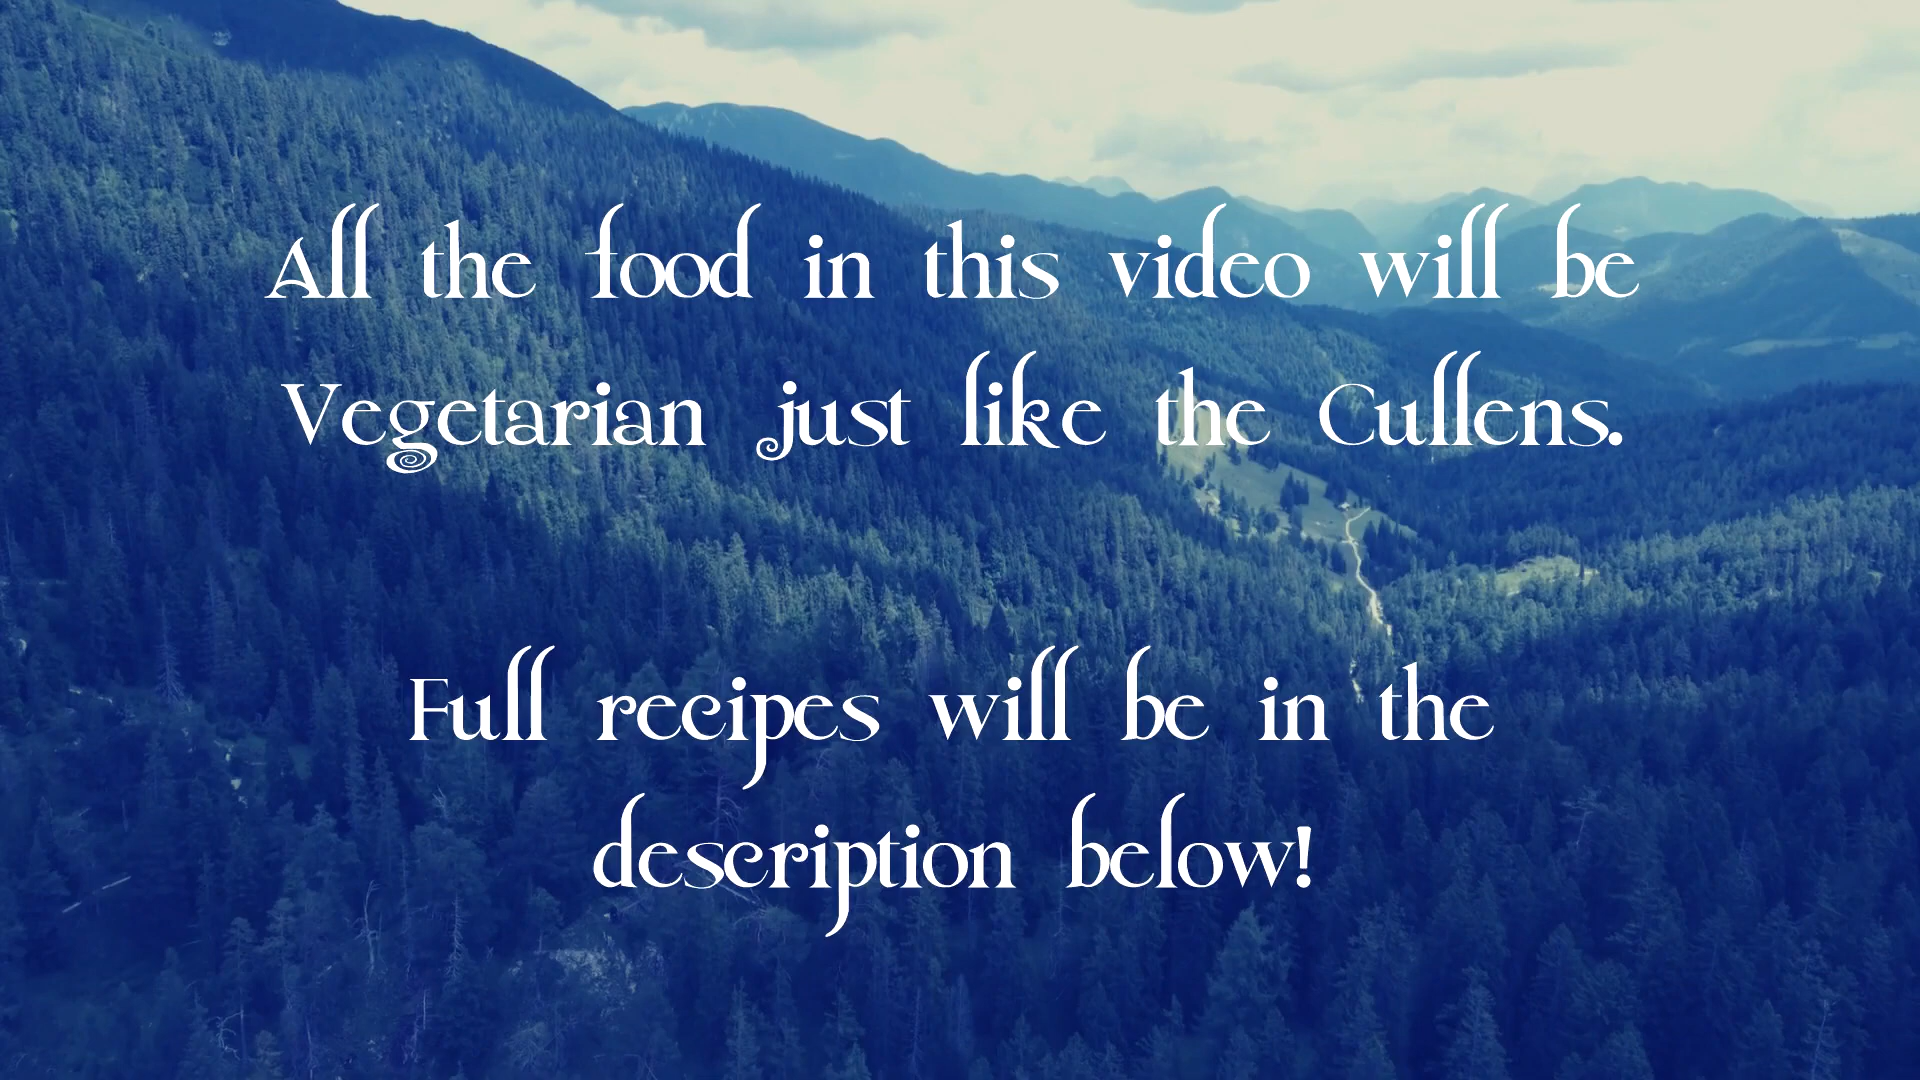 All the food in this video will be
Vegetarian just like the Cullens.
Full recipes will be in the
description below!